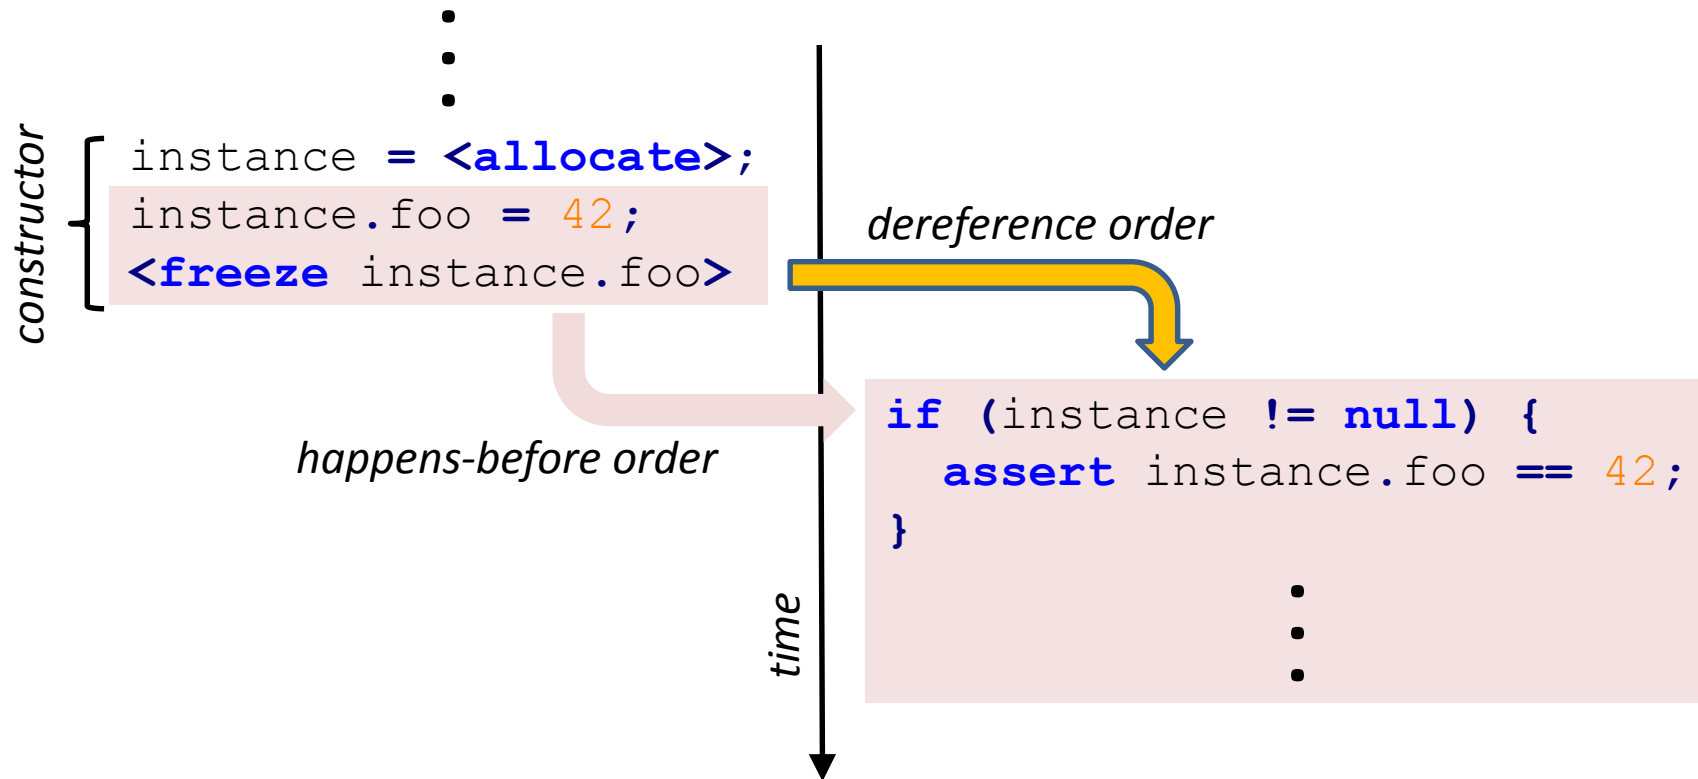 constructor
instance = <allocate>;
instance.foo = 42;
<freeze instance.foo>
dereference order
happens-before order
if (instance != null) {
  assert instance.foo == 42;
}
time